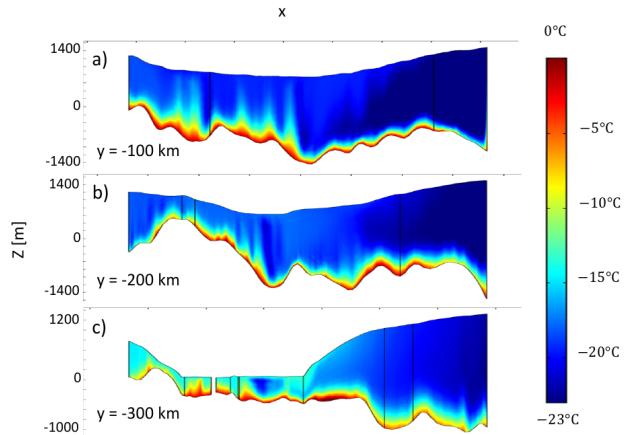 x
0°C
1400
a)
0
−5°C
y = -100 km
-1400
1400
b)
−10°C
Z [m]
0
−15°C
y = -200 km
-1400
1200
c)
−20°C
0
y = -300 km
−23°C
-1000